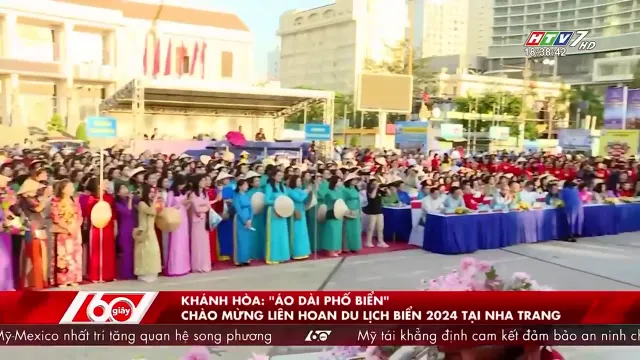 HTV7 HD
18:38:42
60 giây
KHÁNH HÒA: "ÁO DÀI PHỐ BIỂN"
CHÀO MỪNG LIÊN HOAN DU LỊCH BIỂN 2024 TẠI NHA TRANG
Mỹ-Mexico nhất trí tăng quan hệ song phương Mỹ tái khẳng định cam kết đảm bảo an ninh ch